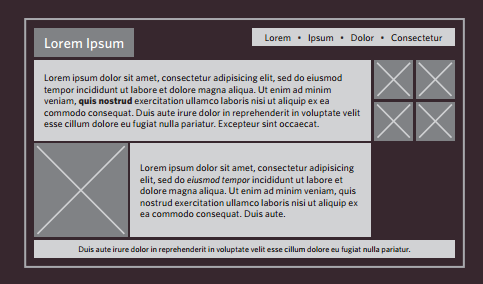 Lorem Ipsum
Lorem • Ipsum • Dolor • Consectetur
Lorem ipsum dolor sit amet, consectetur adipisicing elit, sed do eiusmod
tempor incididunt ut labore et dolore magna aliqua. Ut enim ad minim
veniam, quis nostrud exercitation ullamco laboris nisi ut aliquip ex ea
commodo consequat. Duis aute irure dolor in reprehenderit in voluptate velit
esse cillum dolore eu fugiat nulla pariatur. Excepteur sint occaecat.
Lorem ipsum dolor sit amet, consectetur adipisicing
elit, sed do eiusmod tempor incididunt ut labore et
dolore magna aliqua. Ut enim ad minim veniam, quis
nostrud exercitation ullamco laboris nisi ut aliquip ex
ea commodo consequat. Duis aute.
Duis aute irure dolor in reprehenderit in voluptate velit esse cillum dolore eu fugiat nulla pariatur.